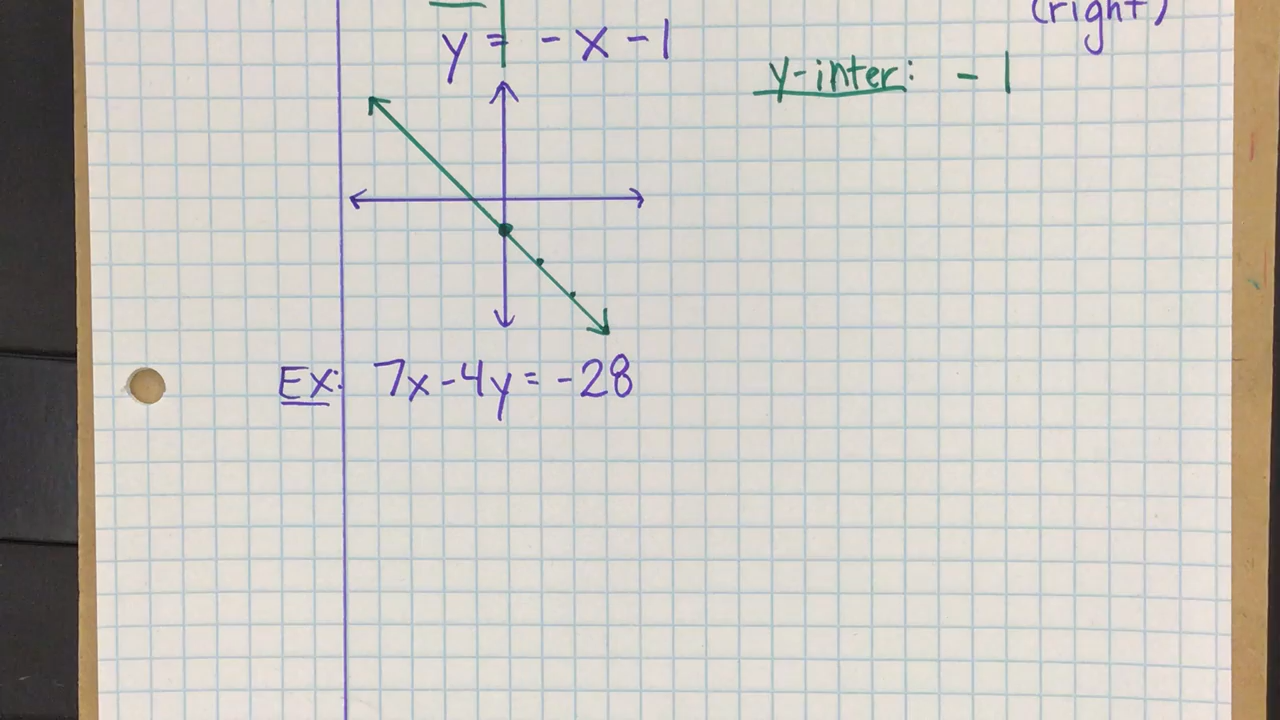 (right)
y = - x - 1
y-inter: - 1
Ex: 7x-4y= -28